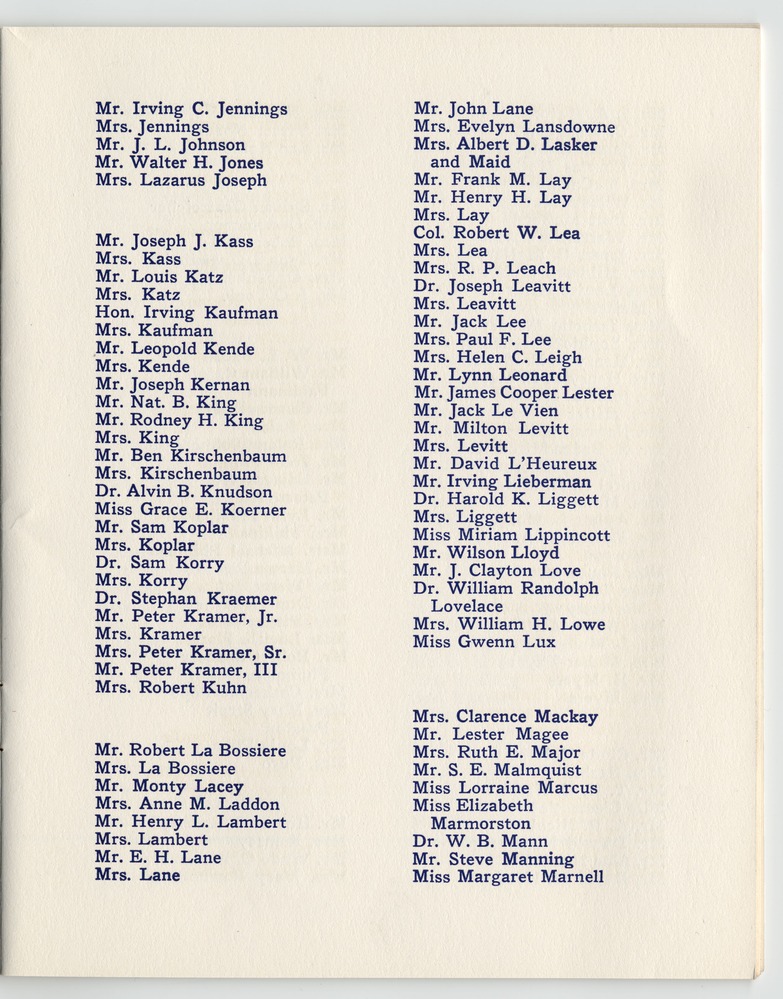 Mr. Irving C. Jennings
Mrs. Jennings
Mr. J. L. Johnson
Mr. Walter H. Jones
Mrs. Lazarus Joseph
Mr. Joseph J. Kass
Mrs. Kass
Mr. Louis Katz
Mrs. Katz
Hon. Irving Kaufman
Mrs. Kaufman
Mr. Leopold Kende
Mrs. Kende
Mr. Joseph Kernan
Mr. Nat. B. King
Mr. Rodney H. King
Mrs. King
Mr. Ben Kirschenbaum
Mrs. Kirschenbaum
Dr. Alvin B. Knudson
Miss Grace E. Koerner
Mr. Sam Koplar
Mrs. Koplar
Dr. Sam Korry
Mrs. Korry
Dr. Stephan Kraemer
Mr. Peter Kramer, Jr.
Mrs. Kramer
Mrs. Peter Kramer, Sr.
Mr. Peter Kramer, III
Mrs. Robert Kuhn
Mr. Robert La Bossiere
Mrs. La Bossiere
Mr. Monty Lacey
Mrs. Anne M. Laddon
Mr. Henry L. Lambert
Mrs. Lambert
Mr. E. H. Lane
Mrs. Lane
Mr. John Lane
Mrs. Evelyn Lansdowne
Mrs. Albert D. Lasker
and Maid
Mr. Frank M. Lay
Mr. Henry H. Lay
Mrs. Lay
Col. Robert W. Lea
Mrs. Lea
Mrs. R. P. Leach
Dr. Joseph Leavitt
Mrs. Leavitt
Mr. Jack Lee
Mrs. Paul F. Lee
Mrs. Helen C. Leigh
Mr. Lynn Leonard
Mr. James Cooper Lester
Mr. Jack Le Vien
Mr. Milton Levitt
Mrs. Levitt
Mr. David L'Heureux
Mr. Irving Lieberman
Dr. Harold K. Liggett
Mrs. Liggett
Miss Miriam Lippincott
Mr. Wilson Lloyd
Mr. J. Clayton Love
Dr. William Randolph
Lovelace
Mrs. William H. Lowe
Miss Gwenn Lux
Mrs. Clarence Mackay
Mr. Lester Magee
Mrs. Ruth E. Major
Mr. S. E. Malmquist
Miss Lorraine Marcus
Miss Elizabeth
Marmorston
Dr. W. B. Mann
Mr. Steve Manning
Miss Margaret Marnell